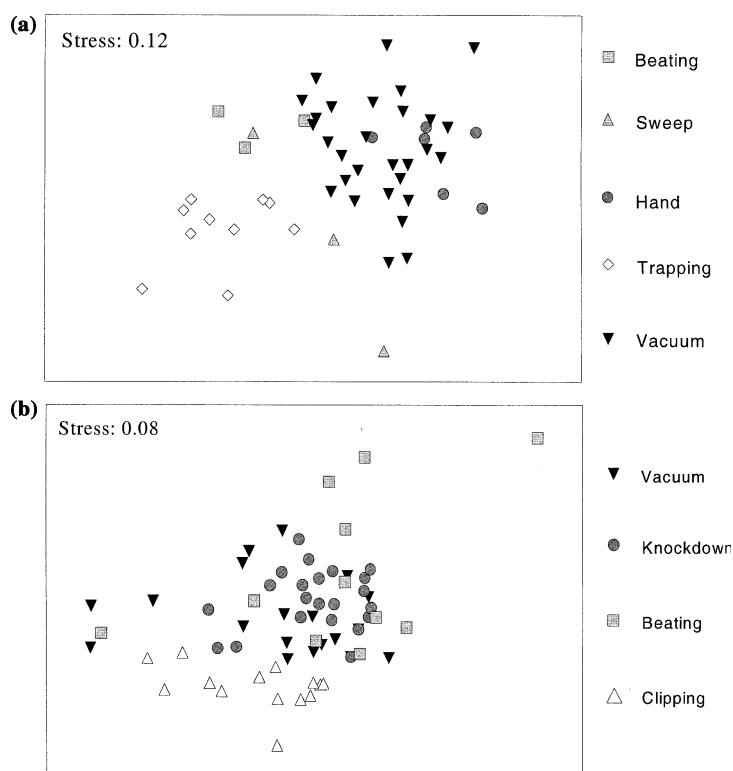 (a)
Stress: 0.12
Beating
Sweep
Hand
Trapping
Vacuum
(b)
Stress: 0.08
Vacuum
Knockdown
Beating
Clipping